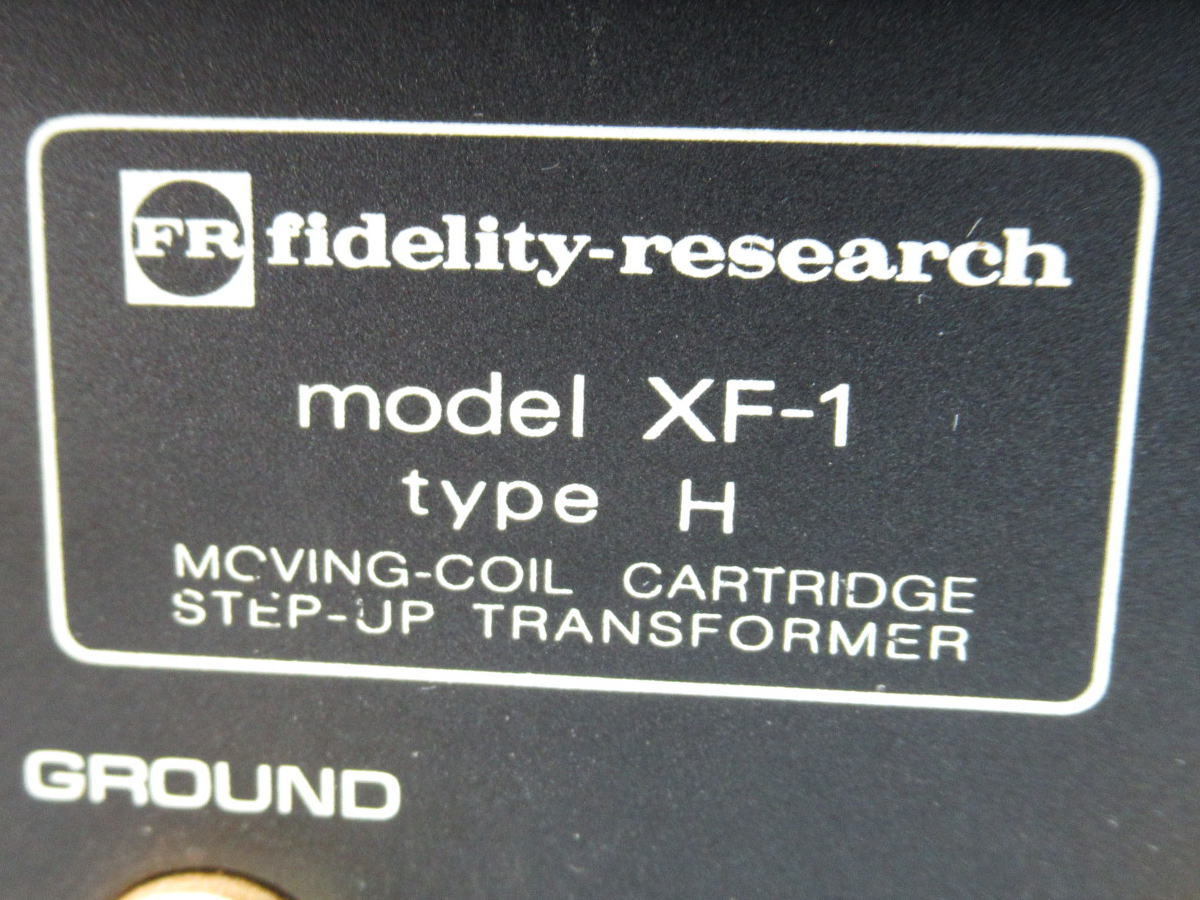 FR fidelity-research
model XF-1
type H
MOVING-COIL CARTRIDGE
STEP-UP TRANSFORMER
GROUND